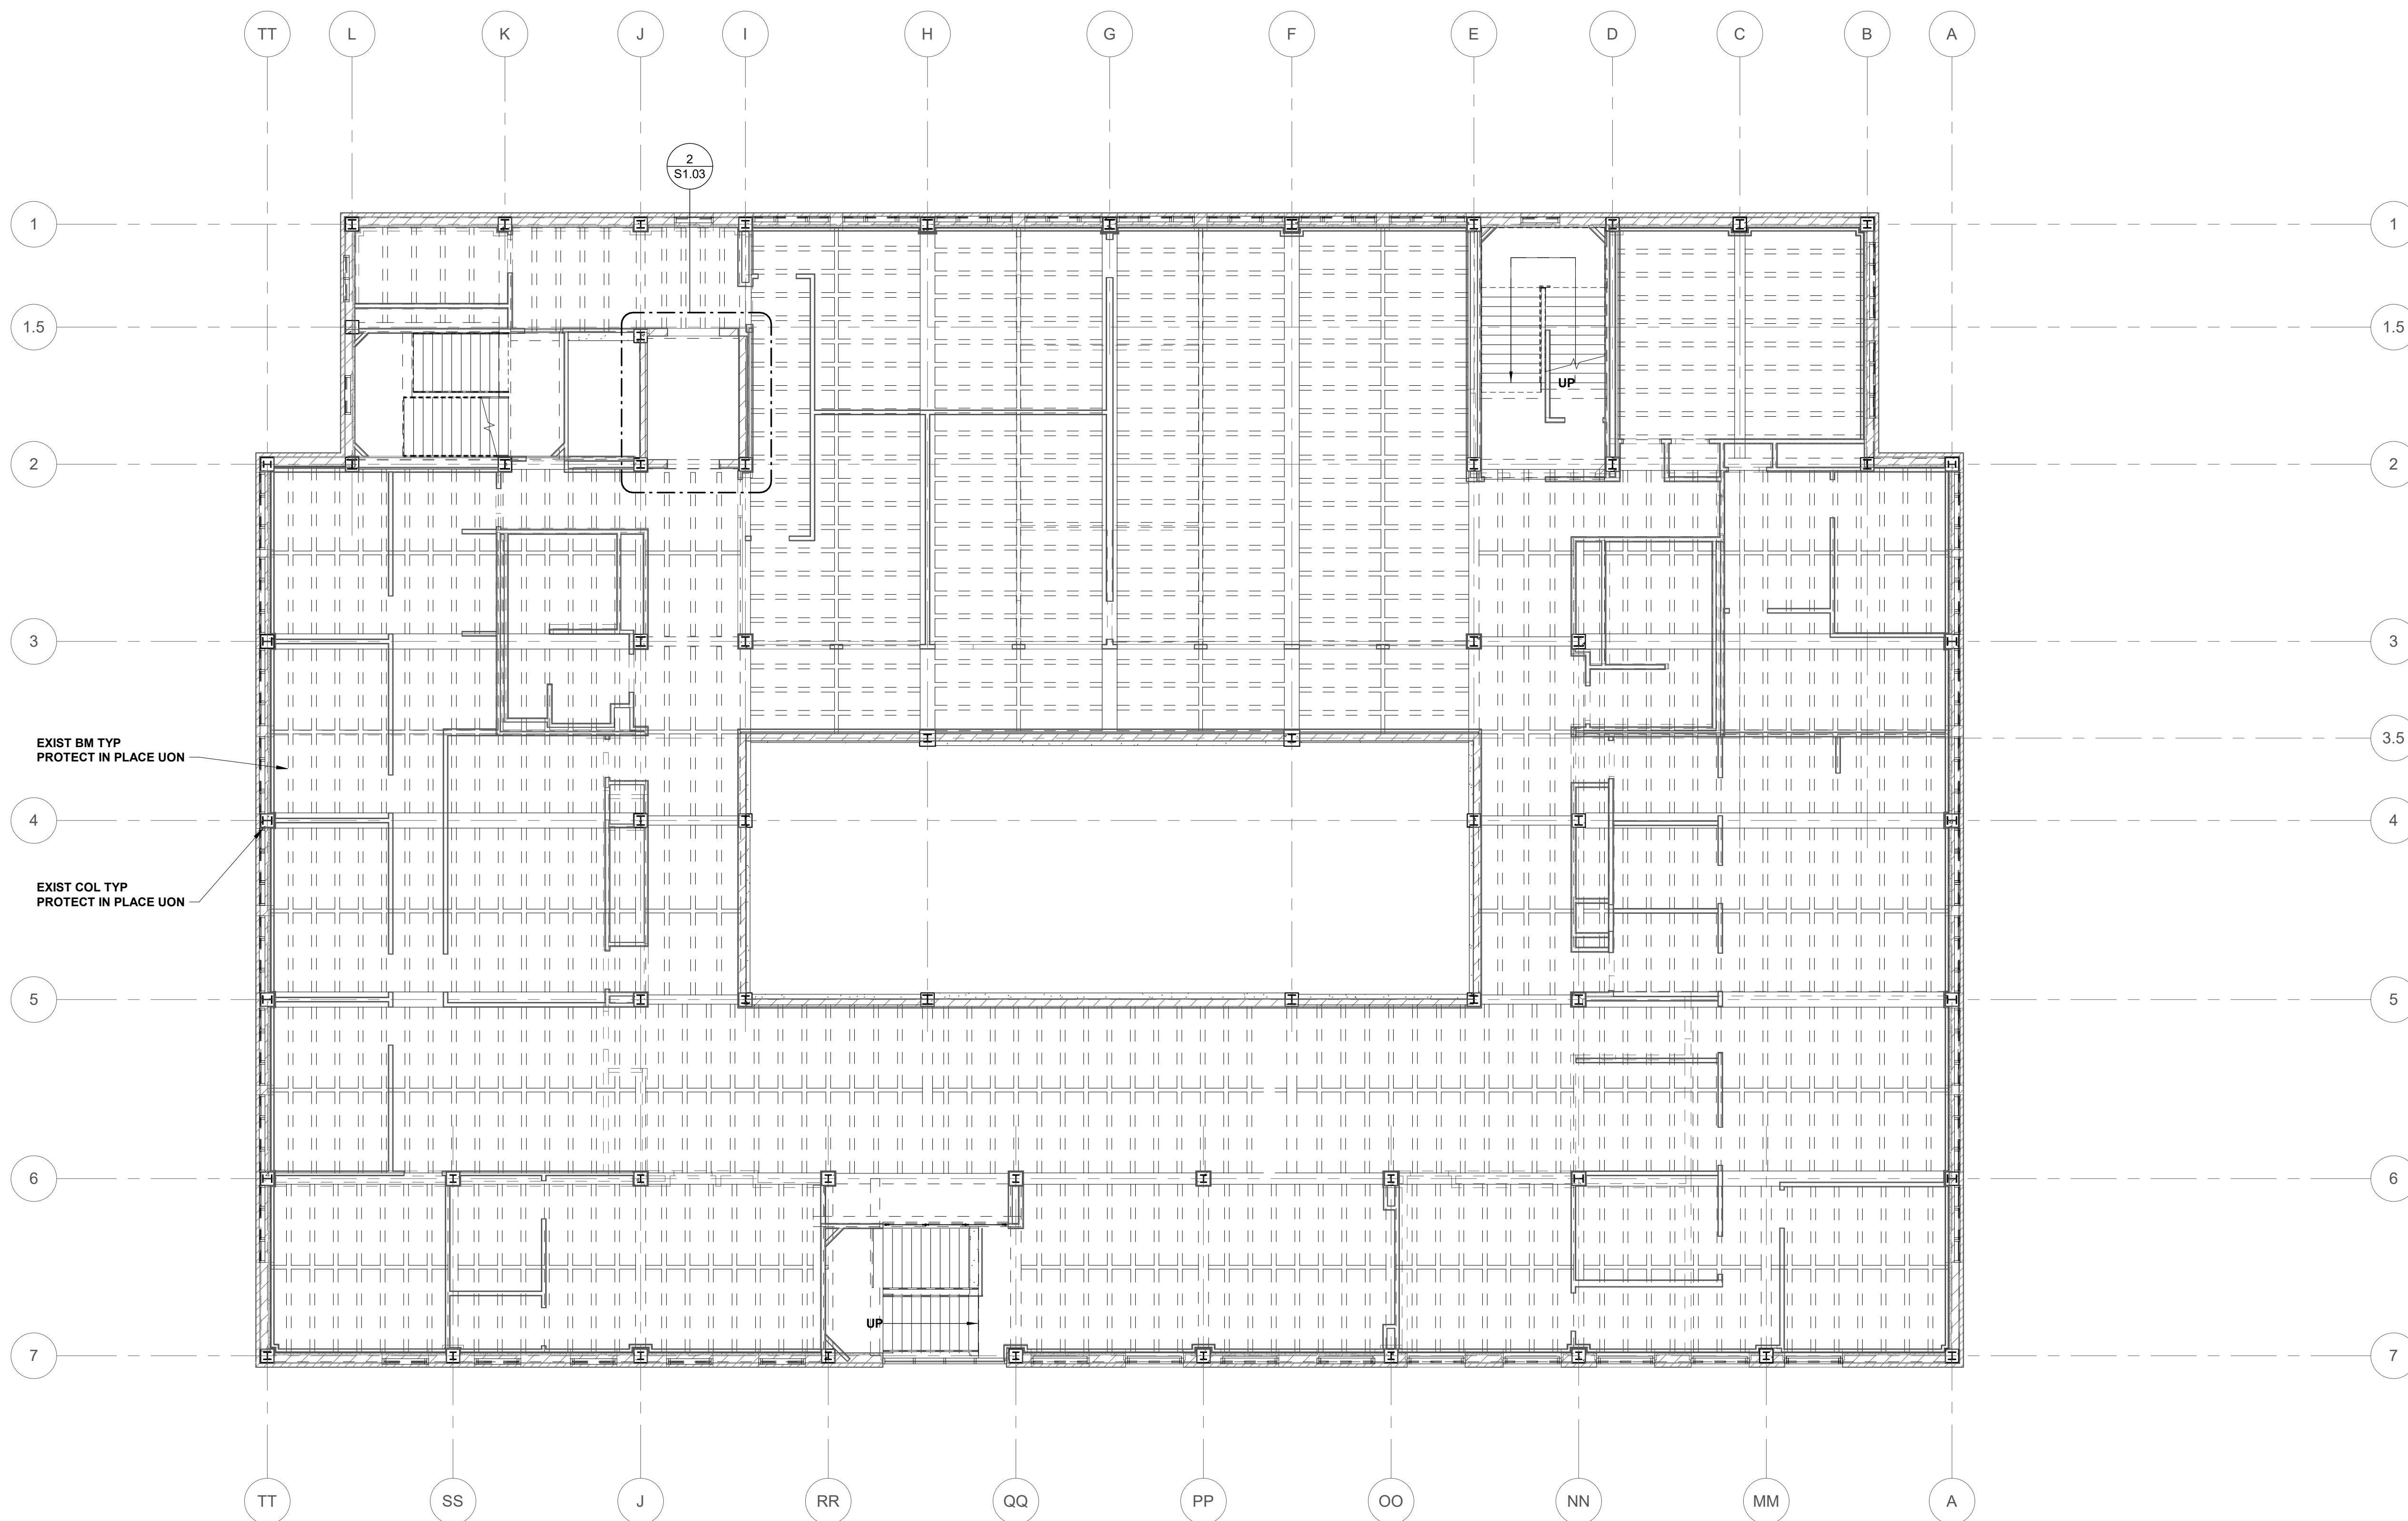 TT L K J I H G F E D C B A
2
S1.03
1 1
1.5 1.5
UP
2 2
3 3
3.5
EXIST BM TYP
PROTECT IN PLACE UON
4 4
EXIST COL TYP
PROTECT IN PLACE UON
5 5
6 6
UP
7 7
TT SS J RR QQ PP OO NN MM A